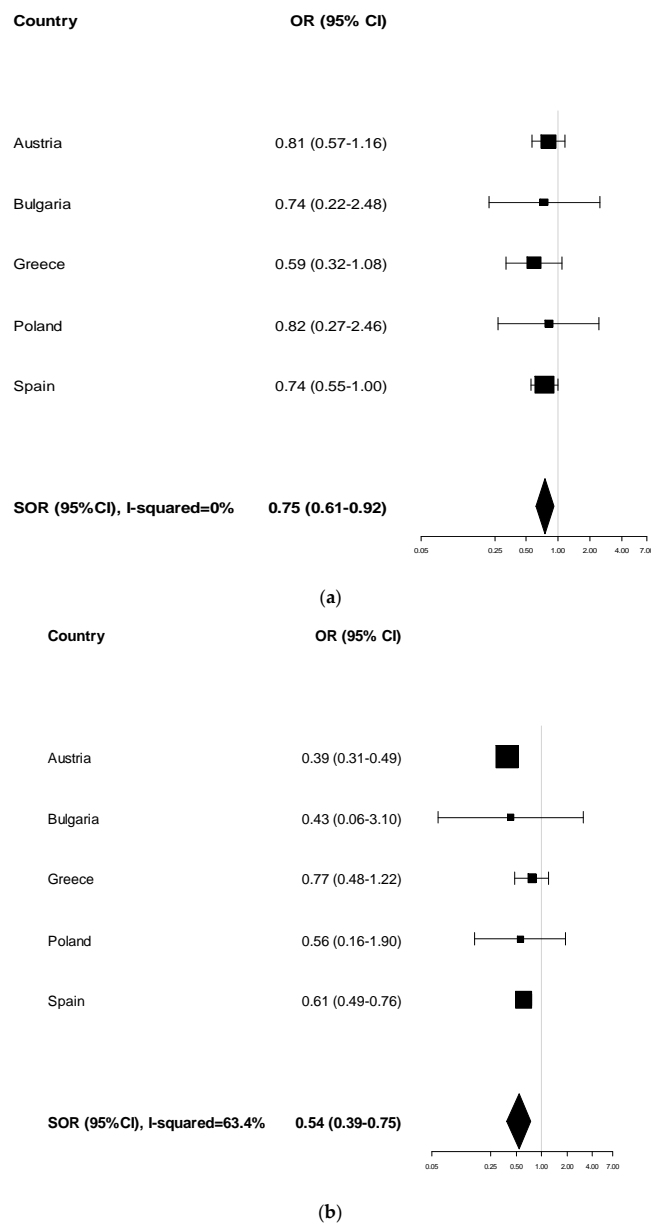 Country OR (95% CI)
Austria 0.81 (0.57-1.16)
Bulgaria 0.74 (0.22-2.48)
Greece 0.59 (0.32-1.08)
Poland 0.82 (0.27-2.46)
Spain 0.74 (0.55-1.00)
SOR (95%CI), I-squared=0% 0.75 (0.61-0.92)
0.05 0.25 0.50 1.00 2.00 4.00 7.00
(a)
Country OR (95% CI)
Austria 0.39 (0.31-0.49)
Bulgaria 0.43 (0.06-3.10)
Greece 0.77 (0.48-1.22)
Poland 0.56 (0.16-1.90)
Spain 0.61 (0.49-0.76)
SOR (95%CI), I-squared=63.4% 0.54 (0.39-0.75)
0.05 0.25 0.50 1.00 2.00 4.00 7.00
(b)